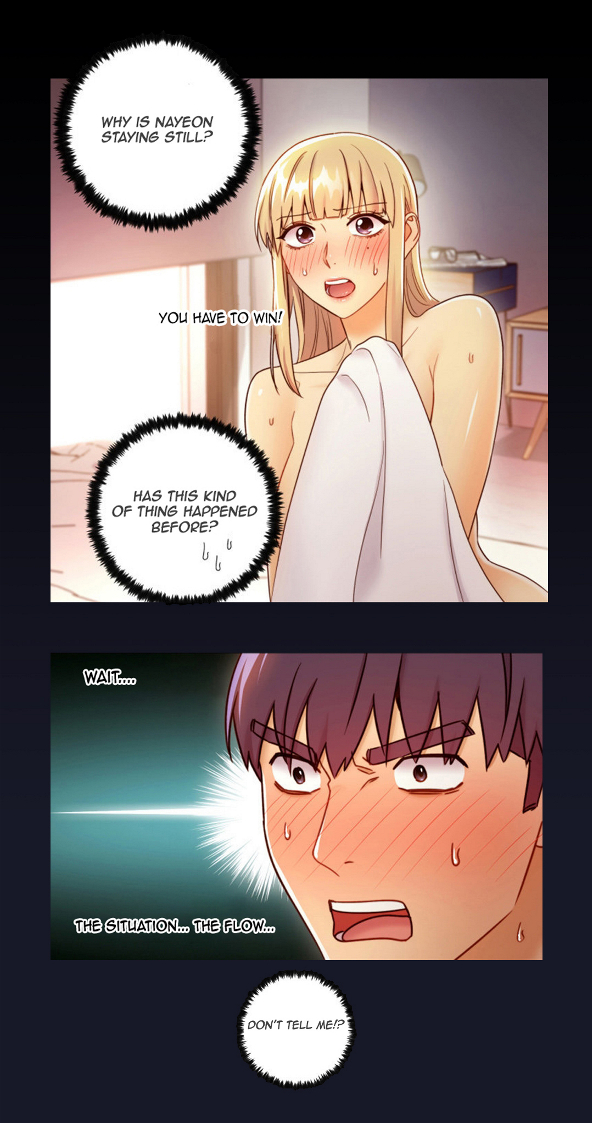 WHY IS NAYEON
STAYING STILL?
YOU HAVE TO WIN!
HAS THIS KIND
OF THING HAPPENED
BEFORE?
WAIT....
THE SITUATION... THE FLOW...
DON'T TELL ME!?